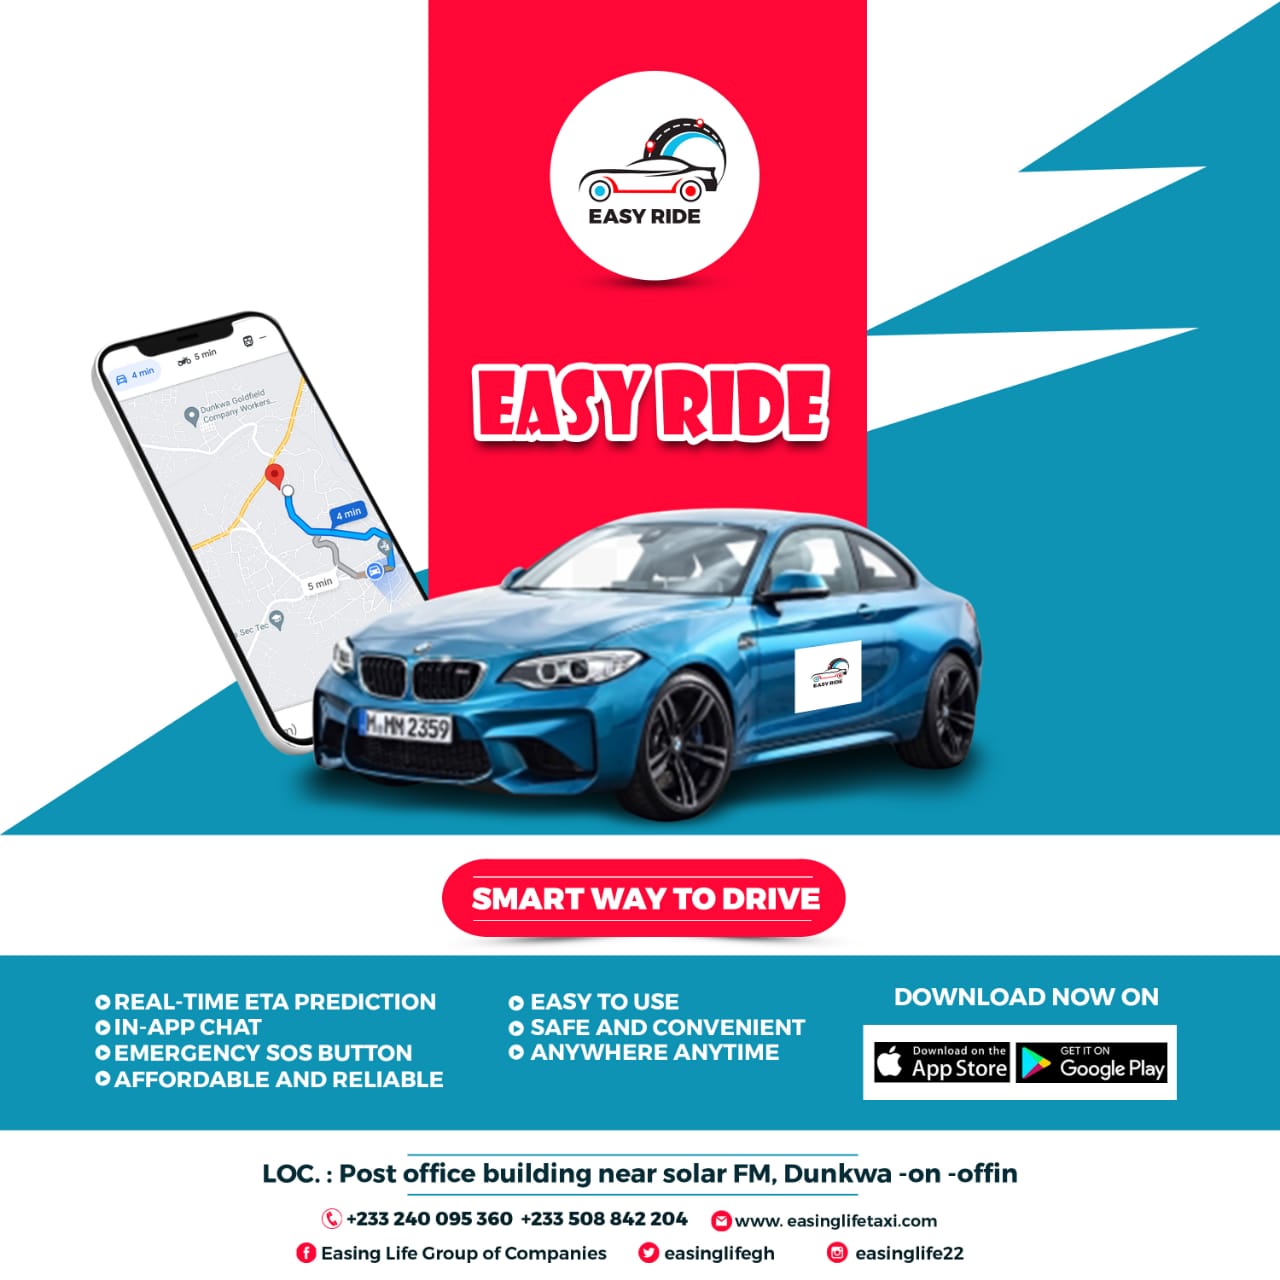 EASY RIDE
EASY RIDE
4 min
5 min
Dunkwa Goldfield
Company Workers...
4 min
5 min
Sec Tec
EASY RIDE
M MM 2359
SMART WAY TO DRIVE
REAL-TIME ETA PREDICTION
IN-APP CHAT
EMERGENCY SOS BUTTON
AFFORDABLE AND RELIABLE
EASY TO USE
SAFE AND CONVENIENT
ANYWHERE ANYTIME
DOWNLOAD NOW ON
Download on the
App Store
GET IT ON
Google Play
LOC. : Post office building near solar FM, Dunkwa -on -offin
+233 240 095 360 +233 508 842 204 www. easinglifetaxi.com
Easing Life Group of Companies easinglifegh easinglife22